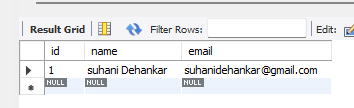 Result Grid Filter Rows: Edit:
id name email
1 suhani Dehankar suhanidehankar@gmail.com
NULL NULL NULL